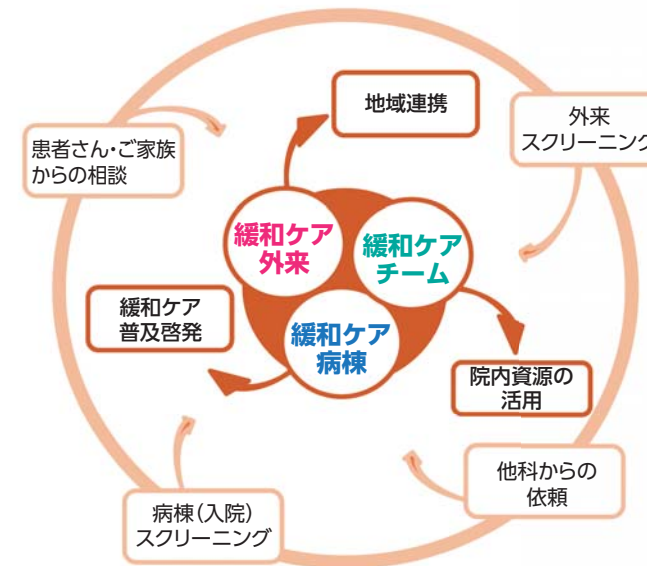 地域連携
外来
スクリーニング
患者さん・ご家族
からの相談
緩和ケア
外来
緩和ケア
チーム
緩和ケア
普及啓発
緩和ケア
病棟
院内資源の
活用
他科からの
依頼
病棟(入院)
スクリーニング